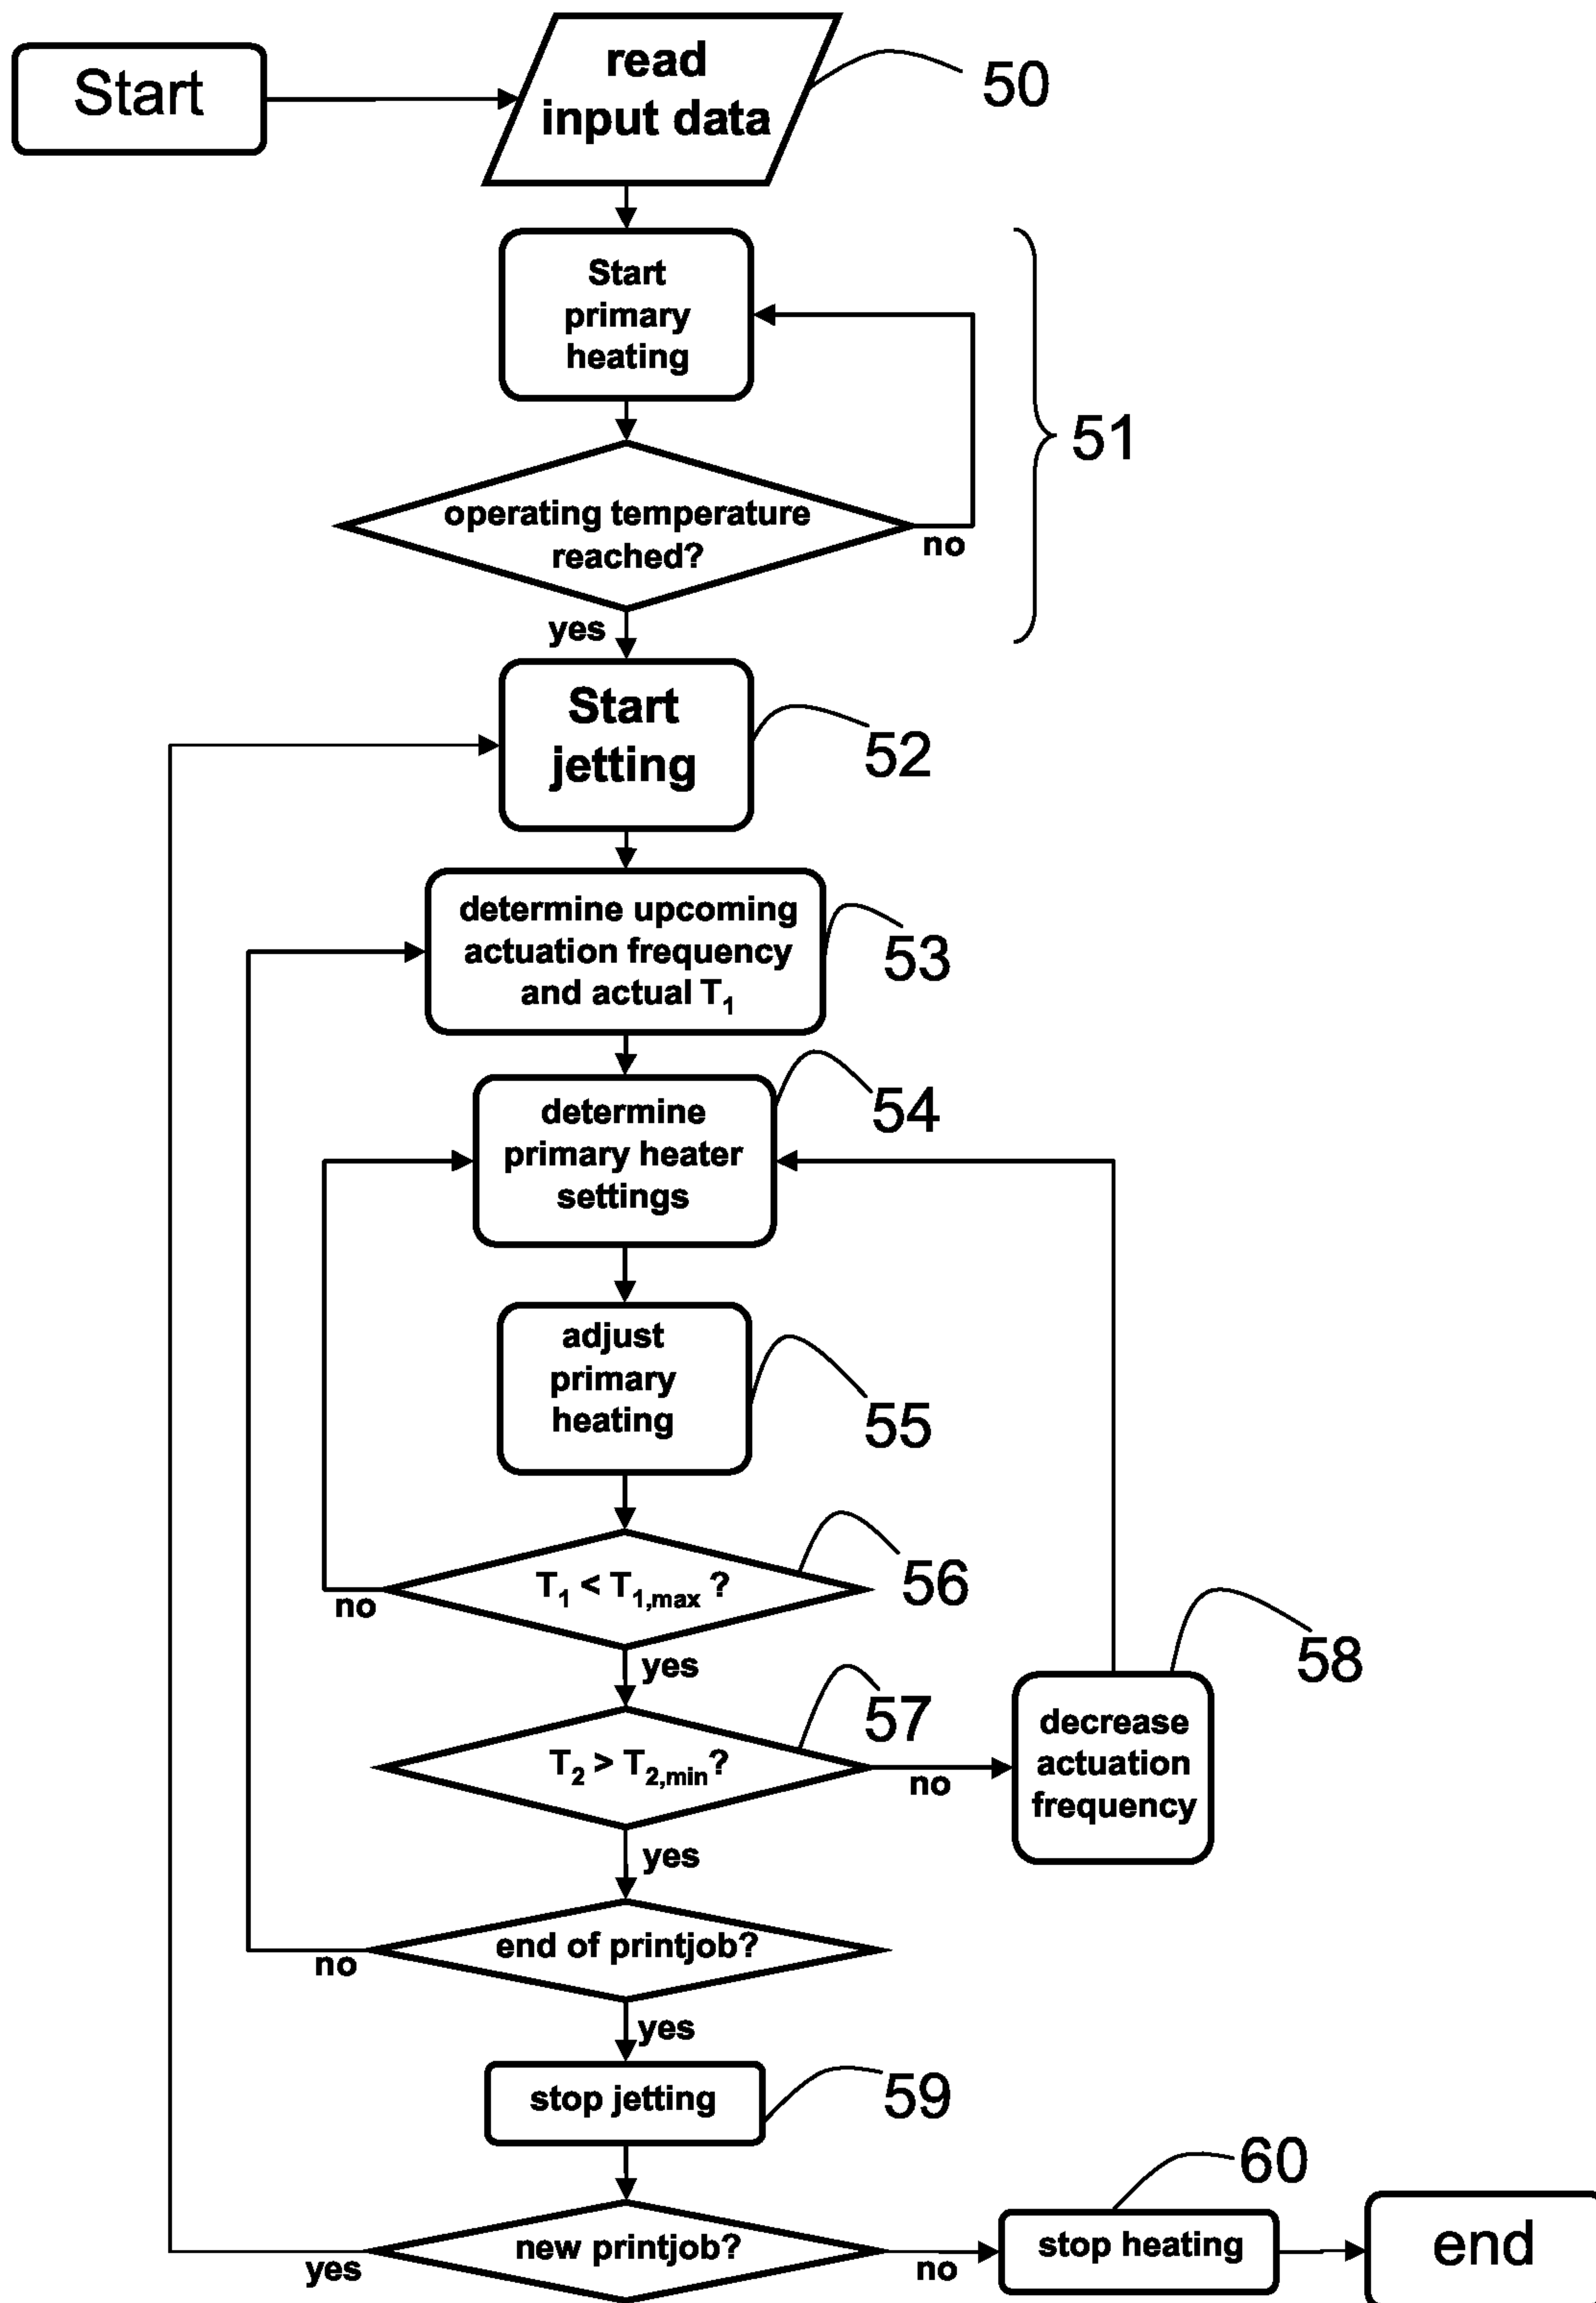 Start
read
input data
50
Start
primary
heating
51
operating temperature
reached?
no
yes
Start
jetting
52
determine upcoming
actuation frequency
and actual T₁
53
determine
primary heater
settings
54
adjust
primary
heating
55
T₁ < T₁,max ?
56
no
yes
T₂ > T₂,min?
57
no
decrease
actuation
frequency
58
yes
end of printjob?
no
yes
stop jetting
59
new printjob?
yes
no
stop heating
60
end